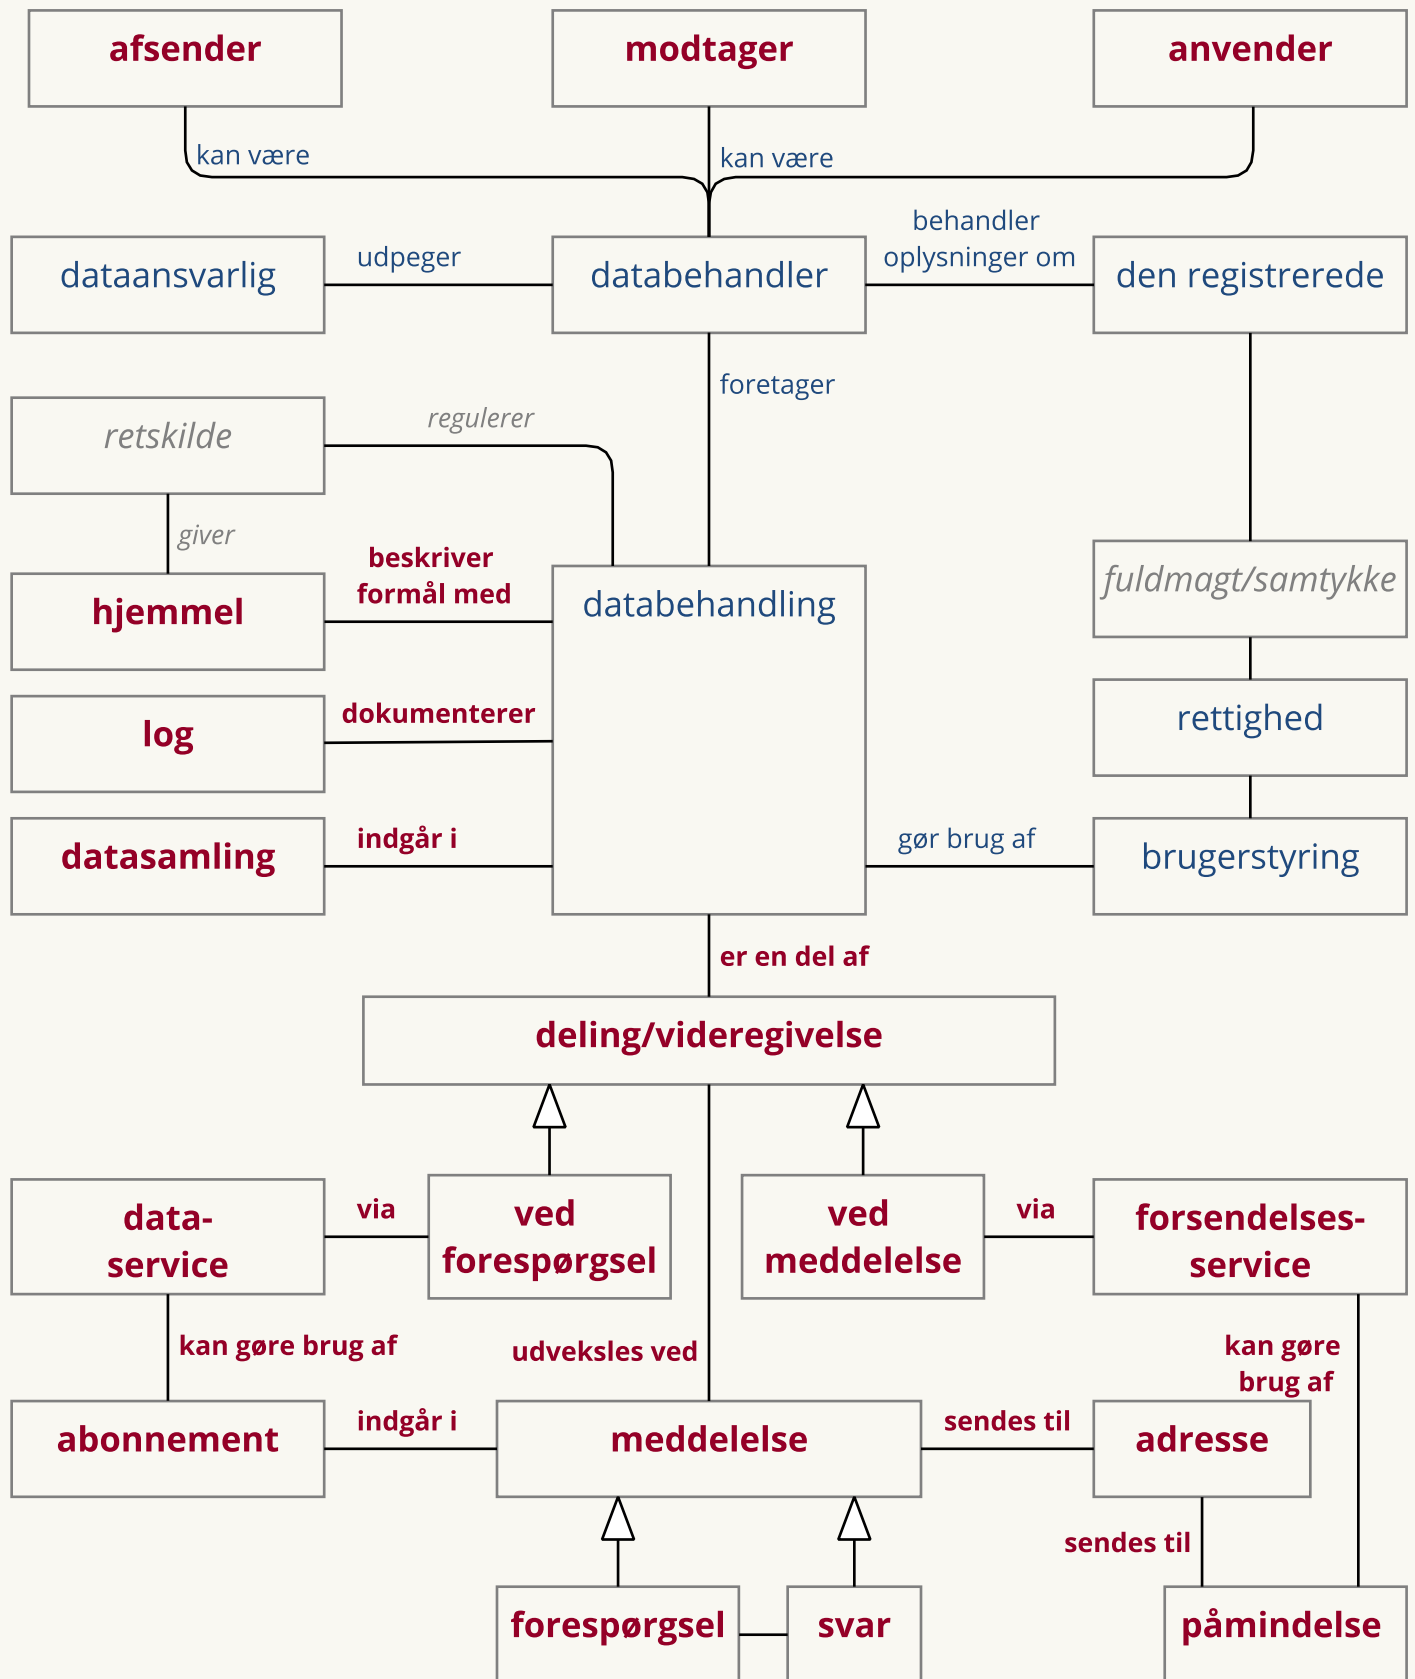 afsender
modtager
anvender
kan være
kan være
dataansvarlig
udpeger
databehandler
behandler
oplysninger om
den registrerede
foretager
retskilde
regulerer
giver
hjemmel
beskriver
formål med
databehandling
fuldmagt/samtykke
log
dokumenterer
rettighed
datasamling
indgår i
gør brug af
brugerstyring
er en del af
deling/videregivelse
data-
service
via
ved
forespørgsel
ved
meddelelse
via
forsendelses-
service
kan gøre brug af
udveksles ved
kan gøre
brug af
abonnement
indgår i
meddelelse
sendes til
adresse
sendes til
forespørgsel
svar
påmindelse